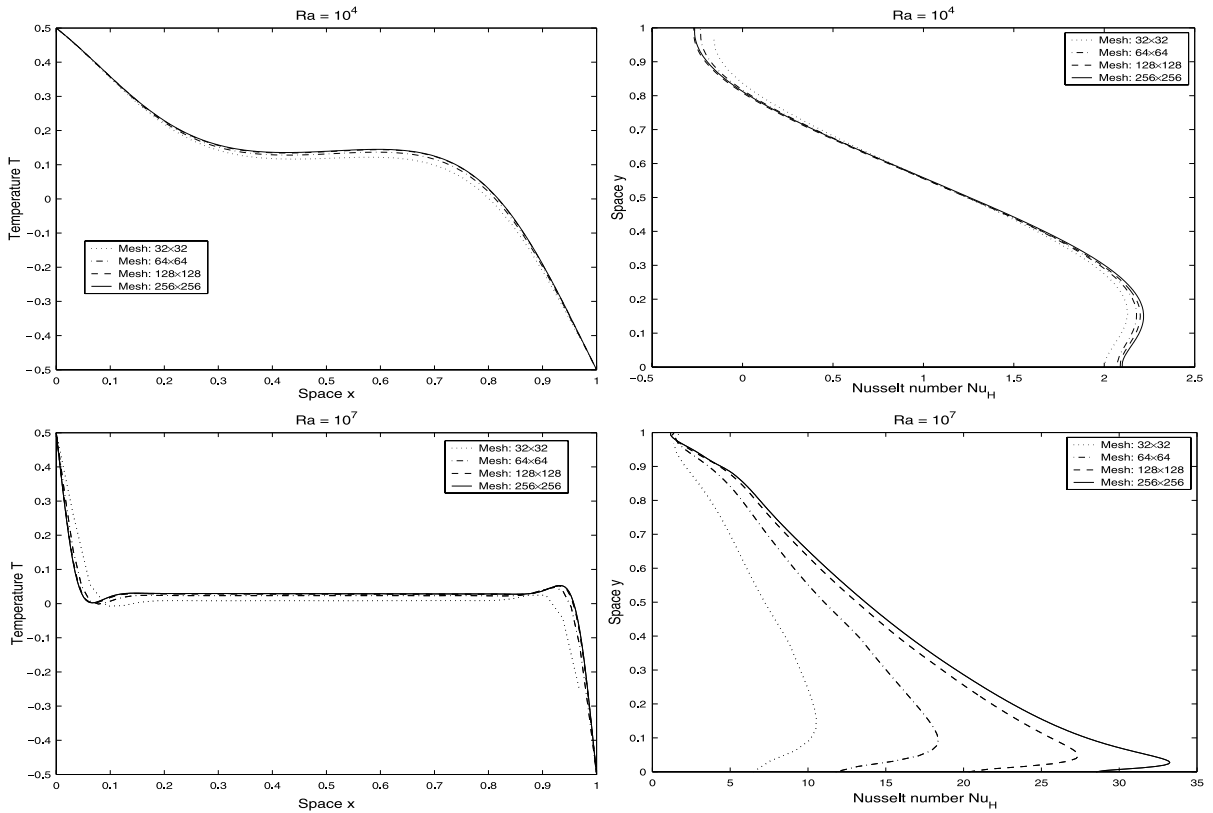 Ra = 10^4
Temperature T
0.5
0.4
0.3
0.2
0.1
0
−0.1
−0.2
−0.3
−0.4
−0.5
Mesh: 32×32
Mesh: 64×64
Mesh: 128×128
Mesh: 256×256
0 0.1 0.2 0.3 0.4 0.5 0.6 0.7 0.8 0.9 1
Space x
Ra = 10^4
Space y
1
0.9
0.8
0.7
0.6
0.5
0.4
0.3
0.2
0.1
0
Mesh: 32×32
Mesh: 64×64
Mesh: 128×128
Mesh: 256×256
−0.5 0 0.5 1 1.5 2 2.5
Nusselt number Nu_H
Ra = 10^7
Temperature T
0.5
0.4
0.3
0.2
0.1
0
−0.1
−0.2
−0.3
−0.4
−0.5
Mesh: 32×32
Mesh: 64×64
Mesh: 128×128
Mesh: 256×256
0 0.1 0.2 0.3 0.4 0.5 0.6 0.7 0.8 0.9 1
Space x
Ra = 10^7
Space y
1
0.9
0.8
0.7
0.6
0.5
0.4
0.3
0.2
0.1
0
Mesh: 32×32
Mesh: 64×64
Mesh: 128×128
Mesh: 256×256
0 5 10 15 20 25 30 35
Nusselt number Nu_H